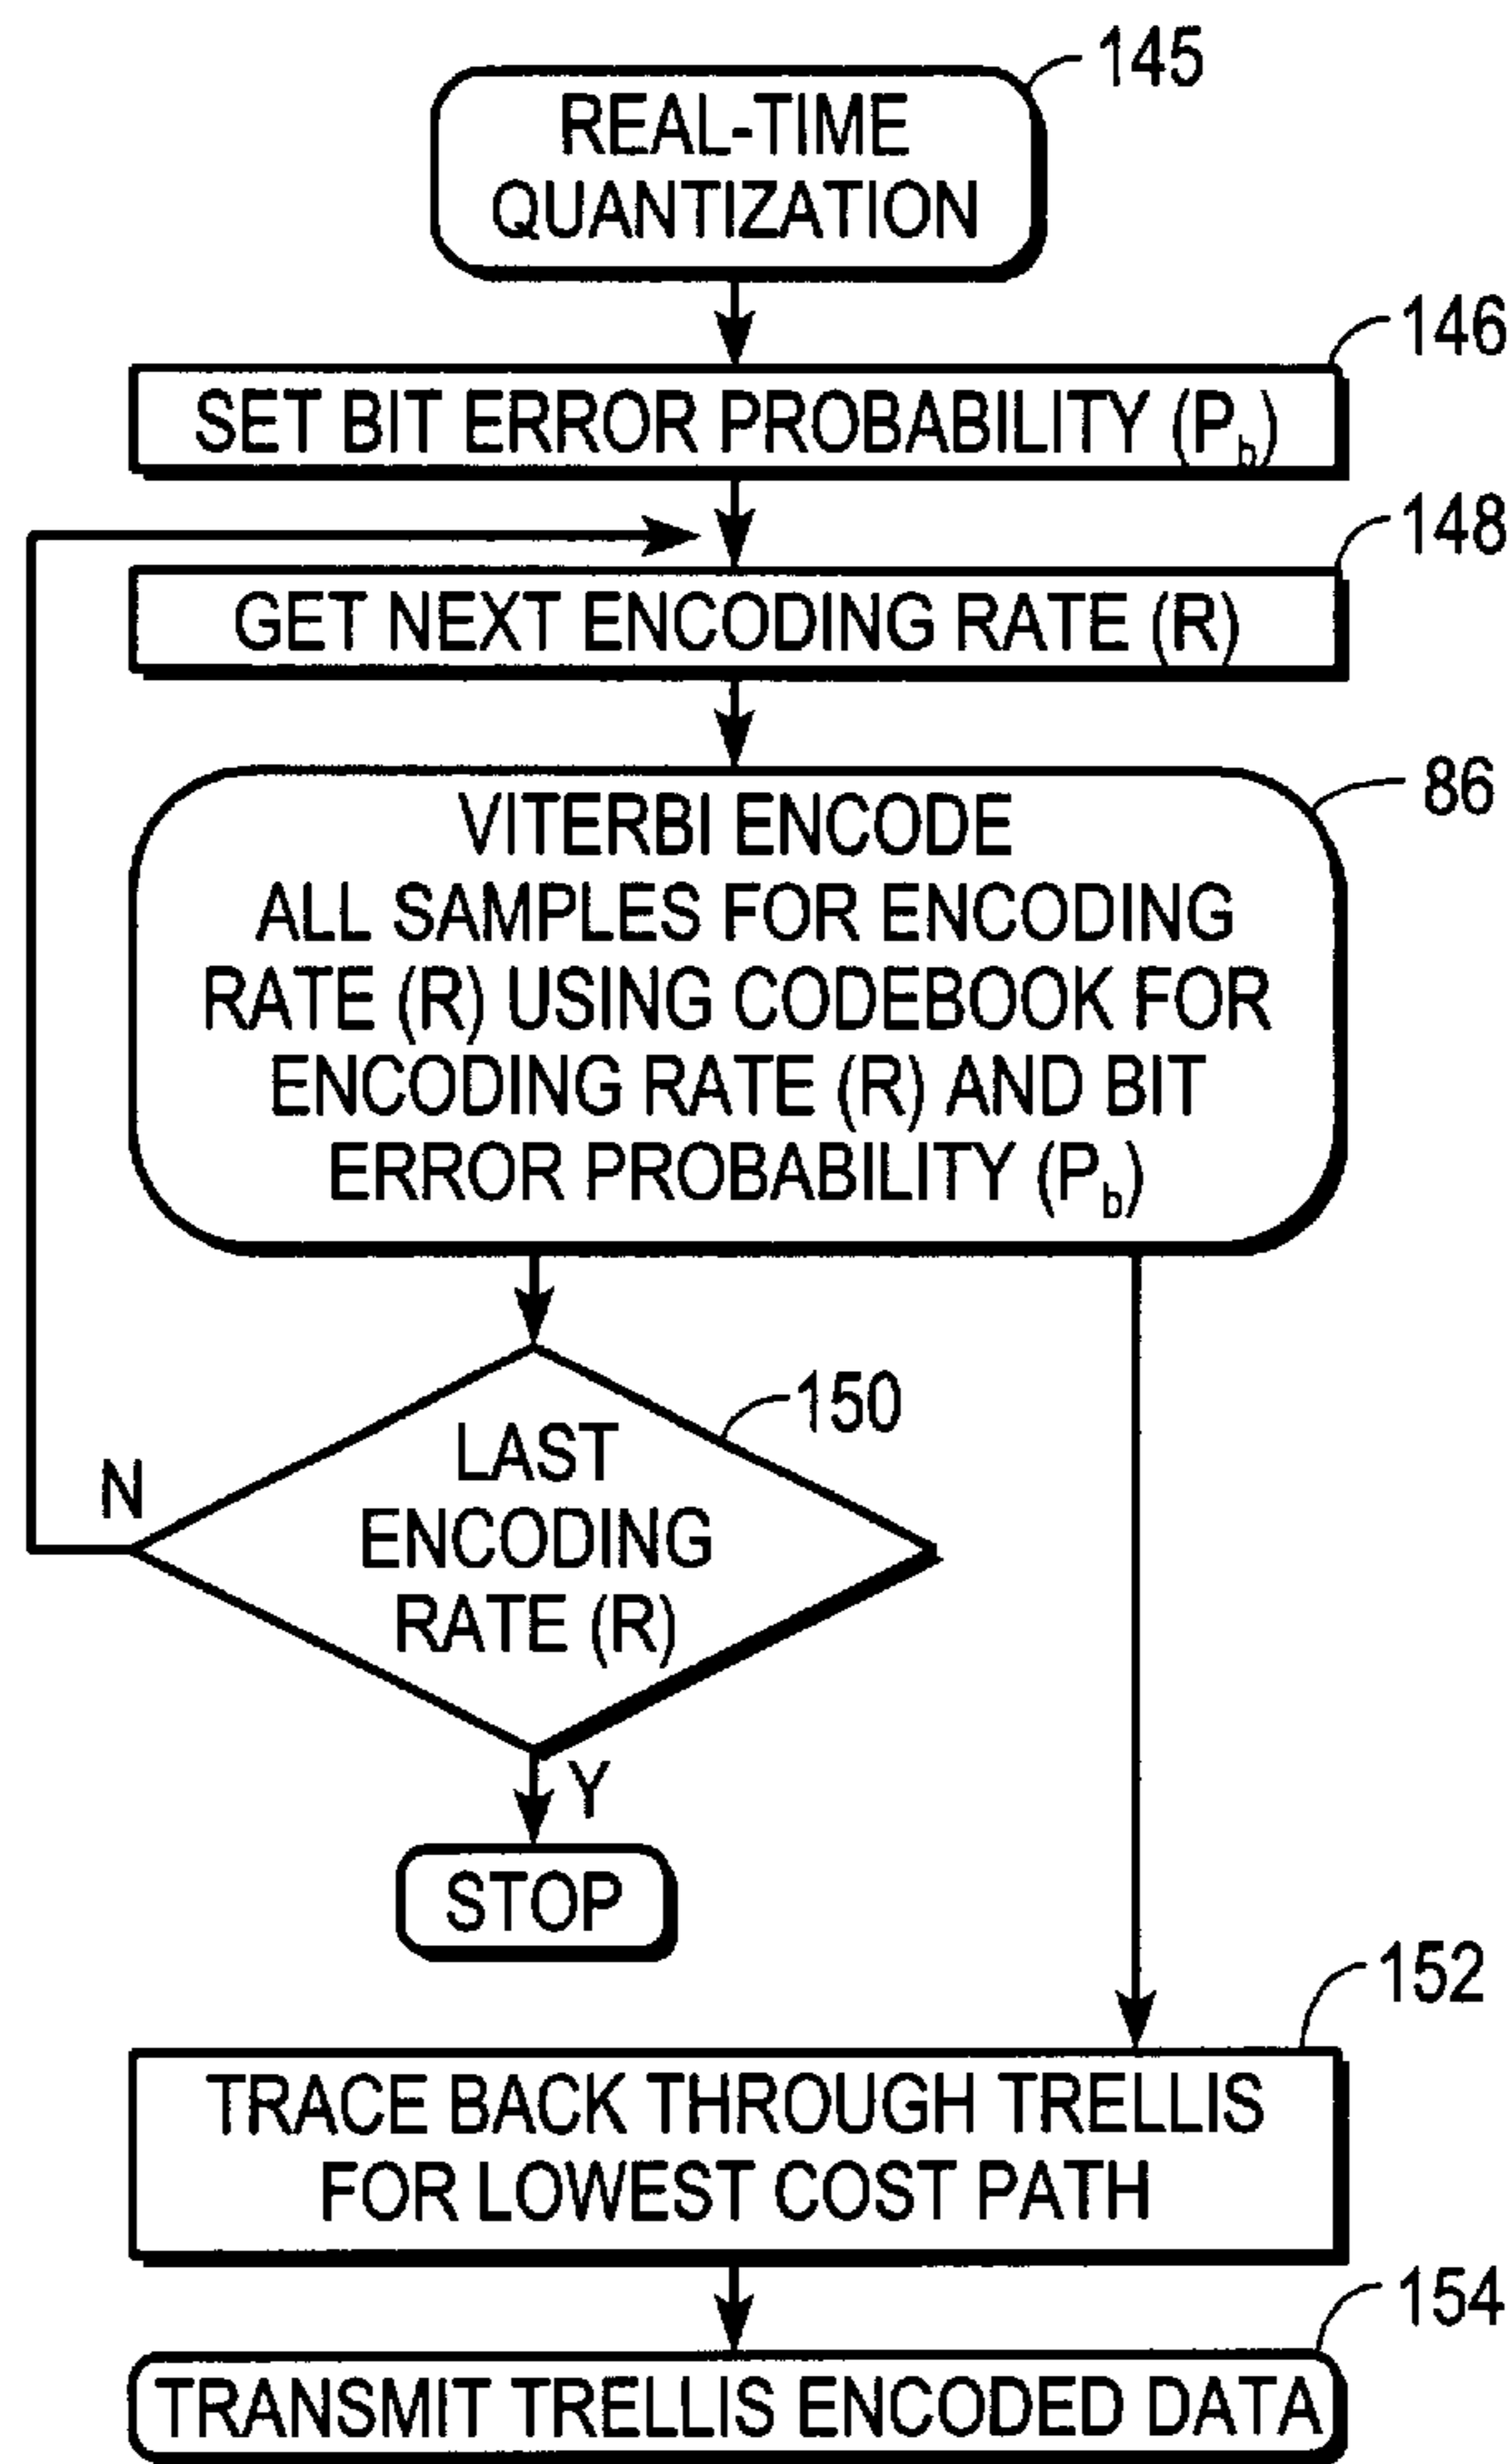 145
REAL-TIME
QUANTIZATION
146
SET BIT ERROR PROBABILITY (Pb)
148
GET NEXT ENCODING RATE (R)
86
VITERBI ENCODE
ALL SAMPLES FOR ENCODING
RATE (R) USING CODEBOOK FOR
ENCODING RATE (R) AND BIT
ERROR PROBABILITY (Pb)
150
LAST
ENCODING
RATE (R)
N
Y
STOP
152
TRACE BACK THROUGH TRELLIS
FOR LOWEST COST PATH
154
TRANSMIT TRELLIS ENCODED DATA